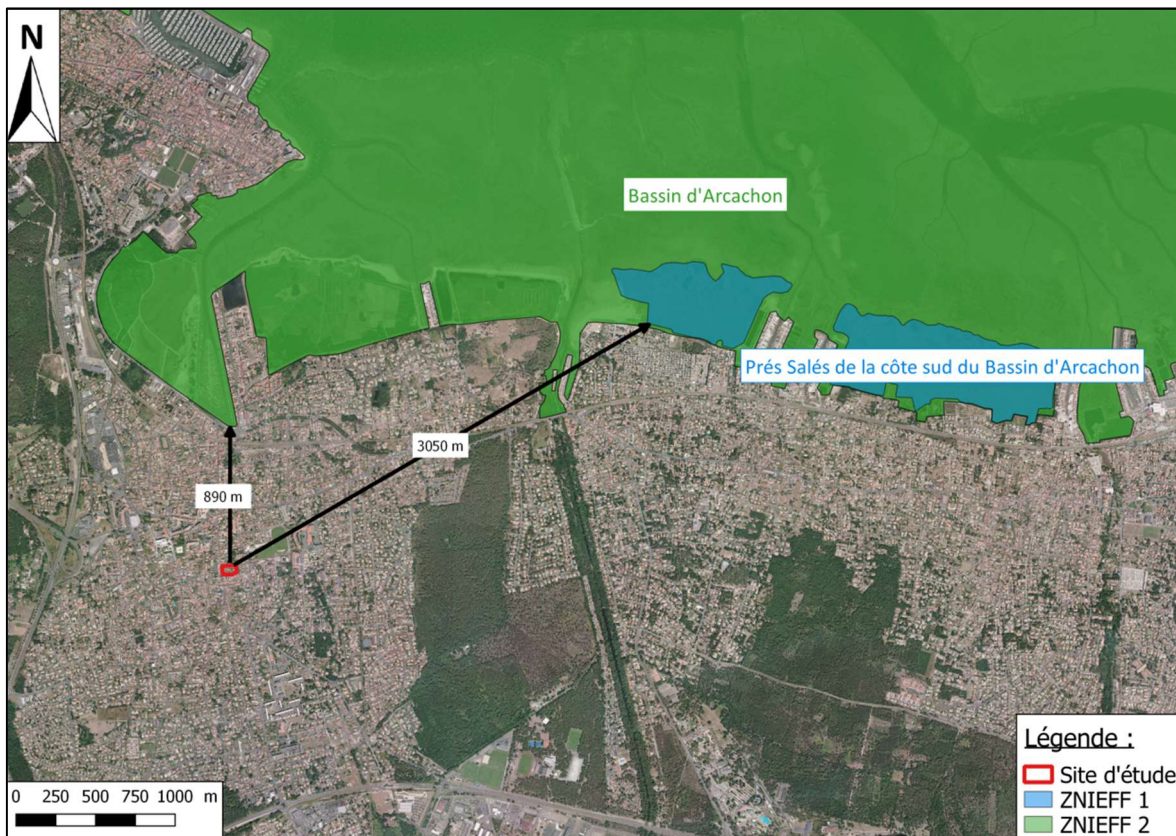 N
Bassin d'Arcachon
Prés Salés de la côte sud du Bassin d'Arcachon
3050 m
890 m
Légende :
Site d'étude
ZNIEFF 1
ZNIEFF 2
0 250 500 750 1000 m